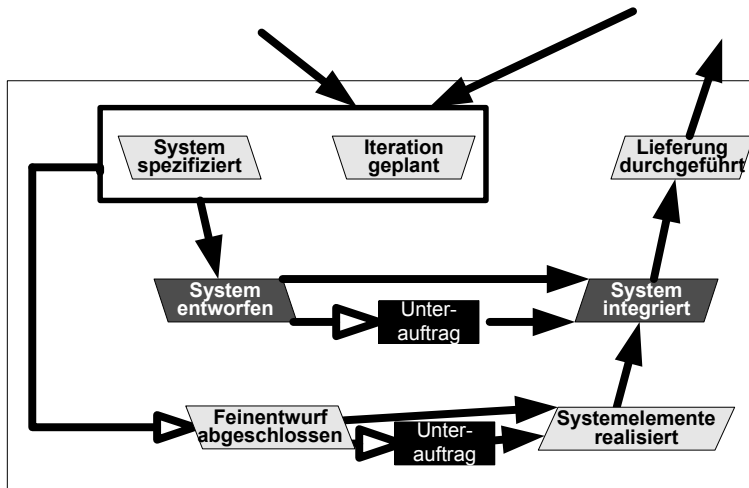 System
spezifiziert
Iteration
geplant
Lieferung
durchgeführt
System
entworfen
Unter-
auftrag
System
integriert
Feinentwurf
abgeschlossen
Unter-
auftrag
Systemelemente
realisiert